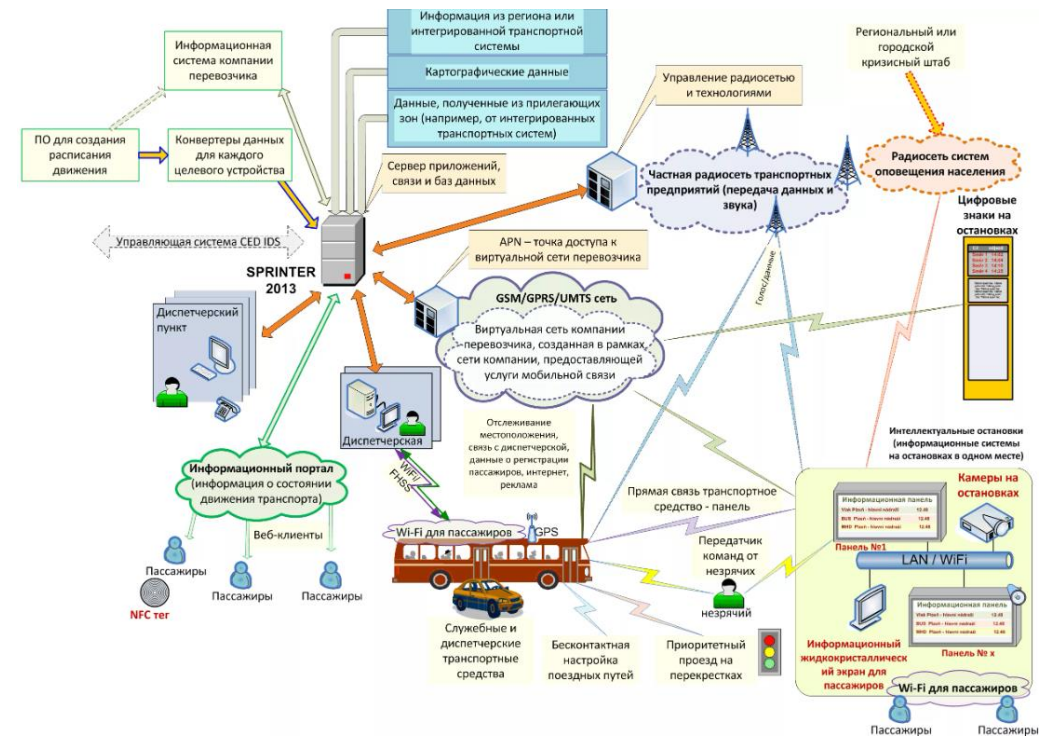 Информация из региона или
интегрированной транспортной
системы
Картографические данные
Данные, полученные из прилегающих
зон (например, от интегрированных
транспортных систем)
Информационная
система компании
перевозчика
ПО для создания
расписания
движения
Конвертеры данных
для каждого
целевого устройства
Сервер приложений,
связи и баз данных
Управление радиосетью
и технологиями
Региональный или
городской
кризисный штаб
Частная радиосеть транспортных
предприятий (передача данных и
звука)
Радиосеть систем
оповещения населения
Цифровые
знаки на
остановках
Управляющая система CED IDS
SPRINTER
2013
APN – точка доступа к
виртуальной сети перевозчика
Голос/данные
GSM/GPRS/UMTS сеть
Виртуальная сеть компании
перевозчика, созданная в рамках
сети компании, предоставляющей
услуги мобильной связи
Диспетчерский
пункт
Диспетчерская
Отслеживание
местоположения,
связь с диспетчерской,
данные о регистрации
пассажиров, интернет,
реклама
Интеллектуальные остановки
(информационные системы
на остановках в одном месте)
Информационный портал
(информация о состоянии
движения транспорта)
WiFi/
FHSS
Веб-клиенты
Пассажиры
Пассажиры
Пассажиры
NFC тег
Wi-Fi для пассажиров
GPS
Прямая связь транспортное
средство - панель
Передатчик
команд от
незрячих
незрячий
Служебные и
диспетчерские
транспортные
средства
Бесконтактная
настройка
поездных путей
Приоритетный
проезд на
перекрестках
Камеры на
остановках
Информационная панель
Панель №1
LAN / WiFi
Информационная панель
Панель № x
Информационный
жидкокристаллическ
ий экран для
пассажиров
Wi-Fi для пассажиров
Пассажиры
Пассажиры